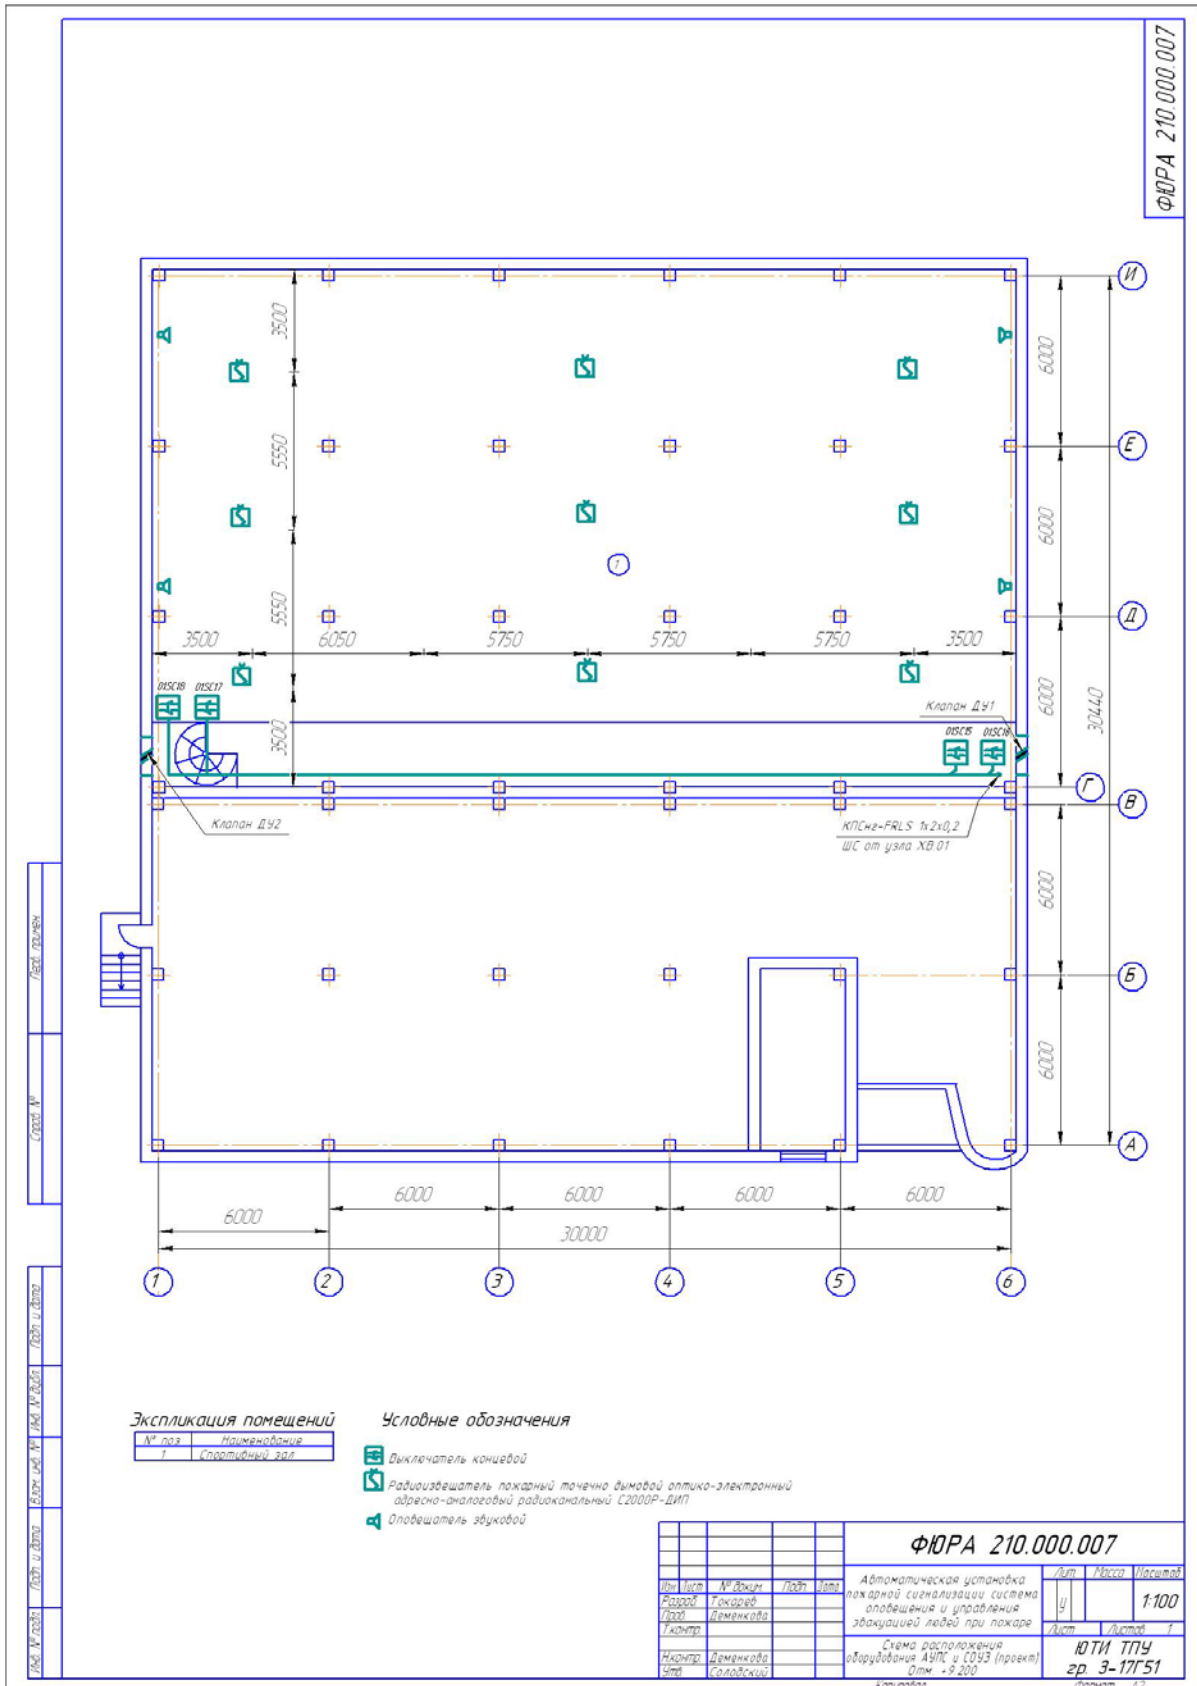 ФЮРА 210.000.007
И
3500
6000
Е
5550
6000
1
5550
Д
3500
6050
5750
5750
5750
3500
01SC18
01SC17
Клапан ДУ1
6000
30440
3500
01SC15
01SC16
Г
В
Клапан ДУ2
КПСнг-FRLS 1х2х0,2
ШС от узла ХВ.01
6000
Б
6000
А
6000
6000
6000
6000
6000
30000
1
2
3
4
5
6
Перв. примен.
Справ. №
Подп. и дата
Инв. № дубл.
Взам. инв. №
Подп. и дата
Инв. № подл.
Экспликация помещений
№ поз
Наименование
1
Спортивный зал
Условные обозначения
Выключатель концевой
Радиоизвещатель пожарный точечно дымовой оптико-электронный
адресно-аналоговый радиоканальный С2000Р-ДИП
Оповещатель звуковой
ФЮРА 210.000.007
Изм
Лист
№ докум.
Подп.
Дата
Разраб.
Токарев
Пров.
Деменкова
Т.контр.
Н.контр.
Деменкова
Утв.
Солодский
Автоматическая установка
пожарной сигнализации система
оповещения и управления
эвакуацией людей при пожаре
Лит.
Масса
Масштаб
у
1:100
Лист
Листов 1
Схема расположения
оборудования АУПС и СОУЭ (проект)
Отм. +9.200
ЮТИ ТПУ
гр. З-17Г51
Копировал
Формат А2